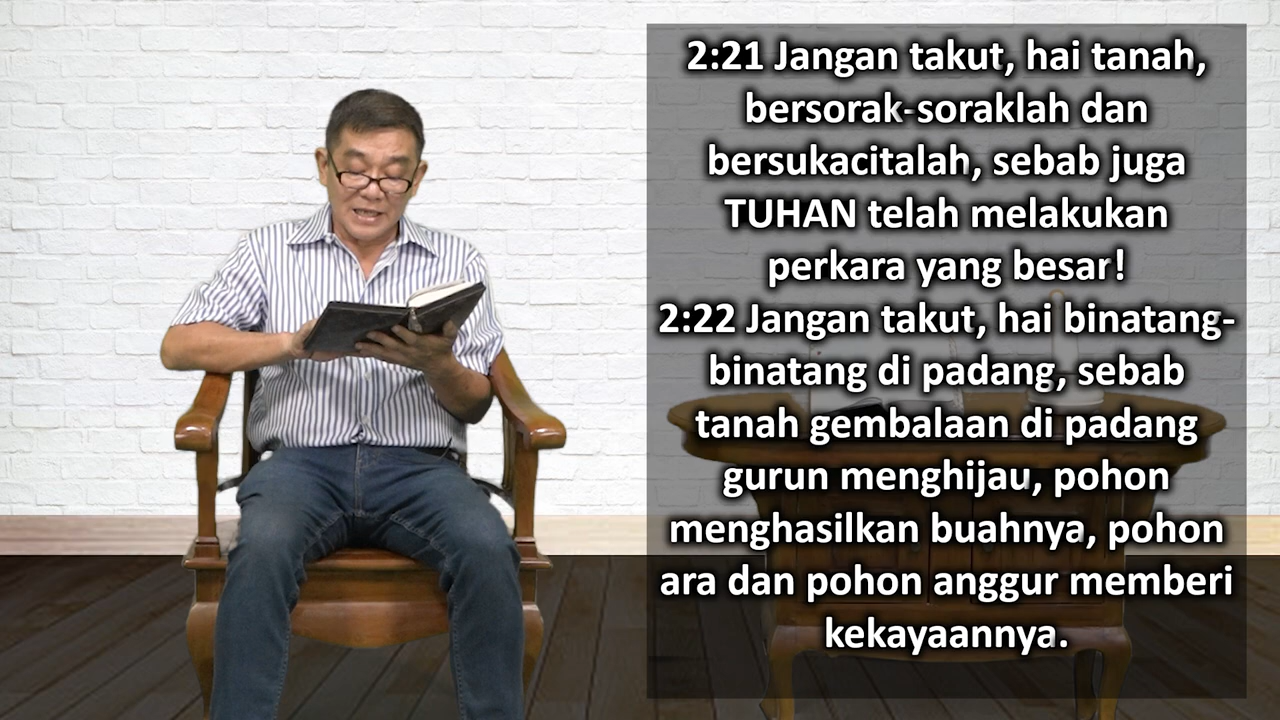 2:21 Jangan takut, hai tanah,
bersorak-soraklah dan
bersukacitalah, sebab juga
TUHAN telah melakukan
perkara yang besar!
2:22 Jangan takut, hai binatang-
binatang di padang, sebab
tanah gembalaan di padang
gurun menghijau, pohon
menghasilkan buahnya, pohon
ara dan pohon anggur memberi
kekayaannya.